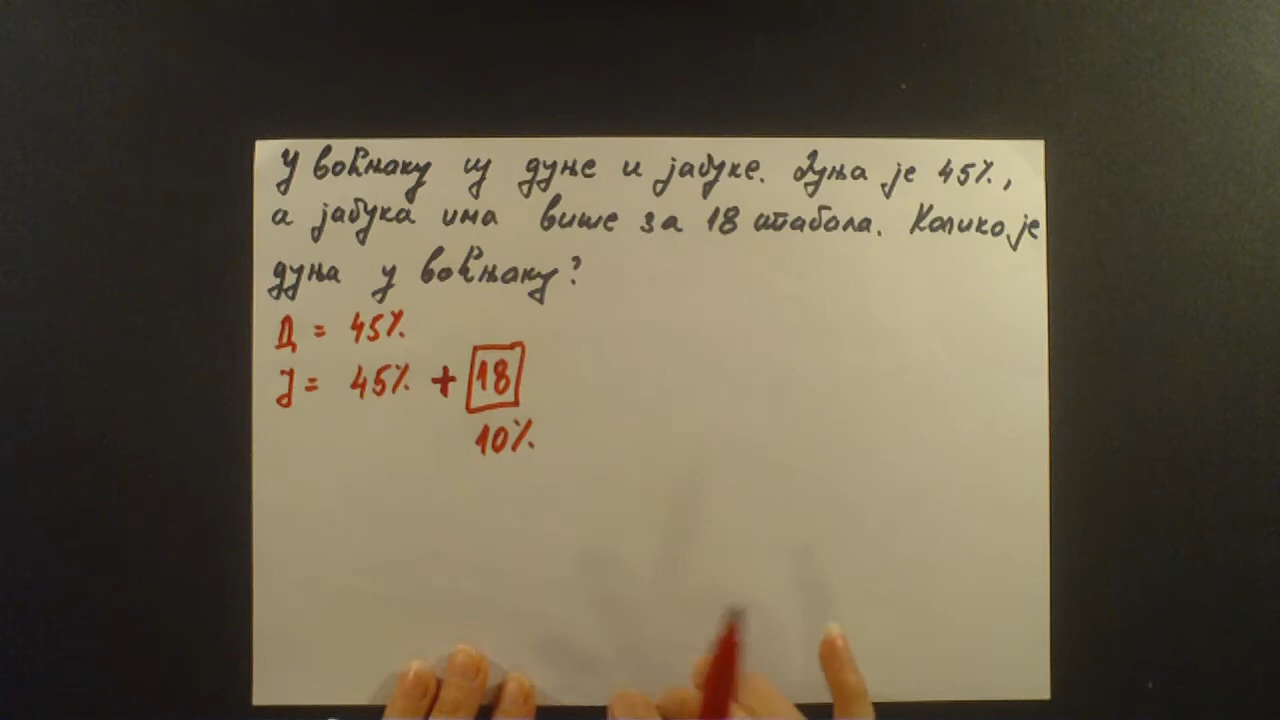 У воћњаку су дуње и јабуке. Дуња је 45%,
а јабука има више за 18 стабала. Колико је
дуња у воћњаку?
Д = 45%
Ј = 45% + 18
10%